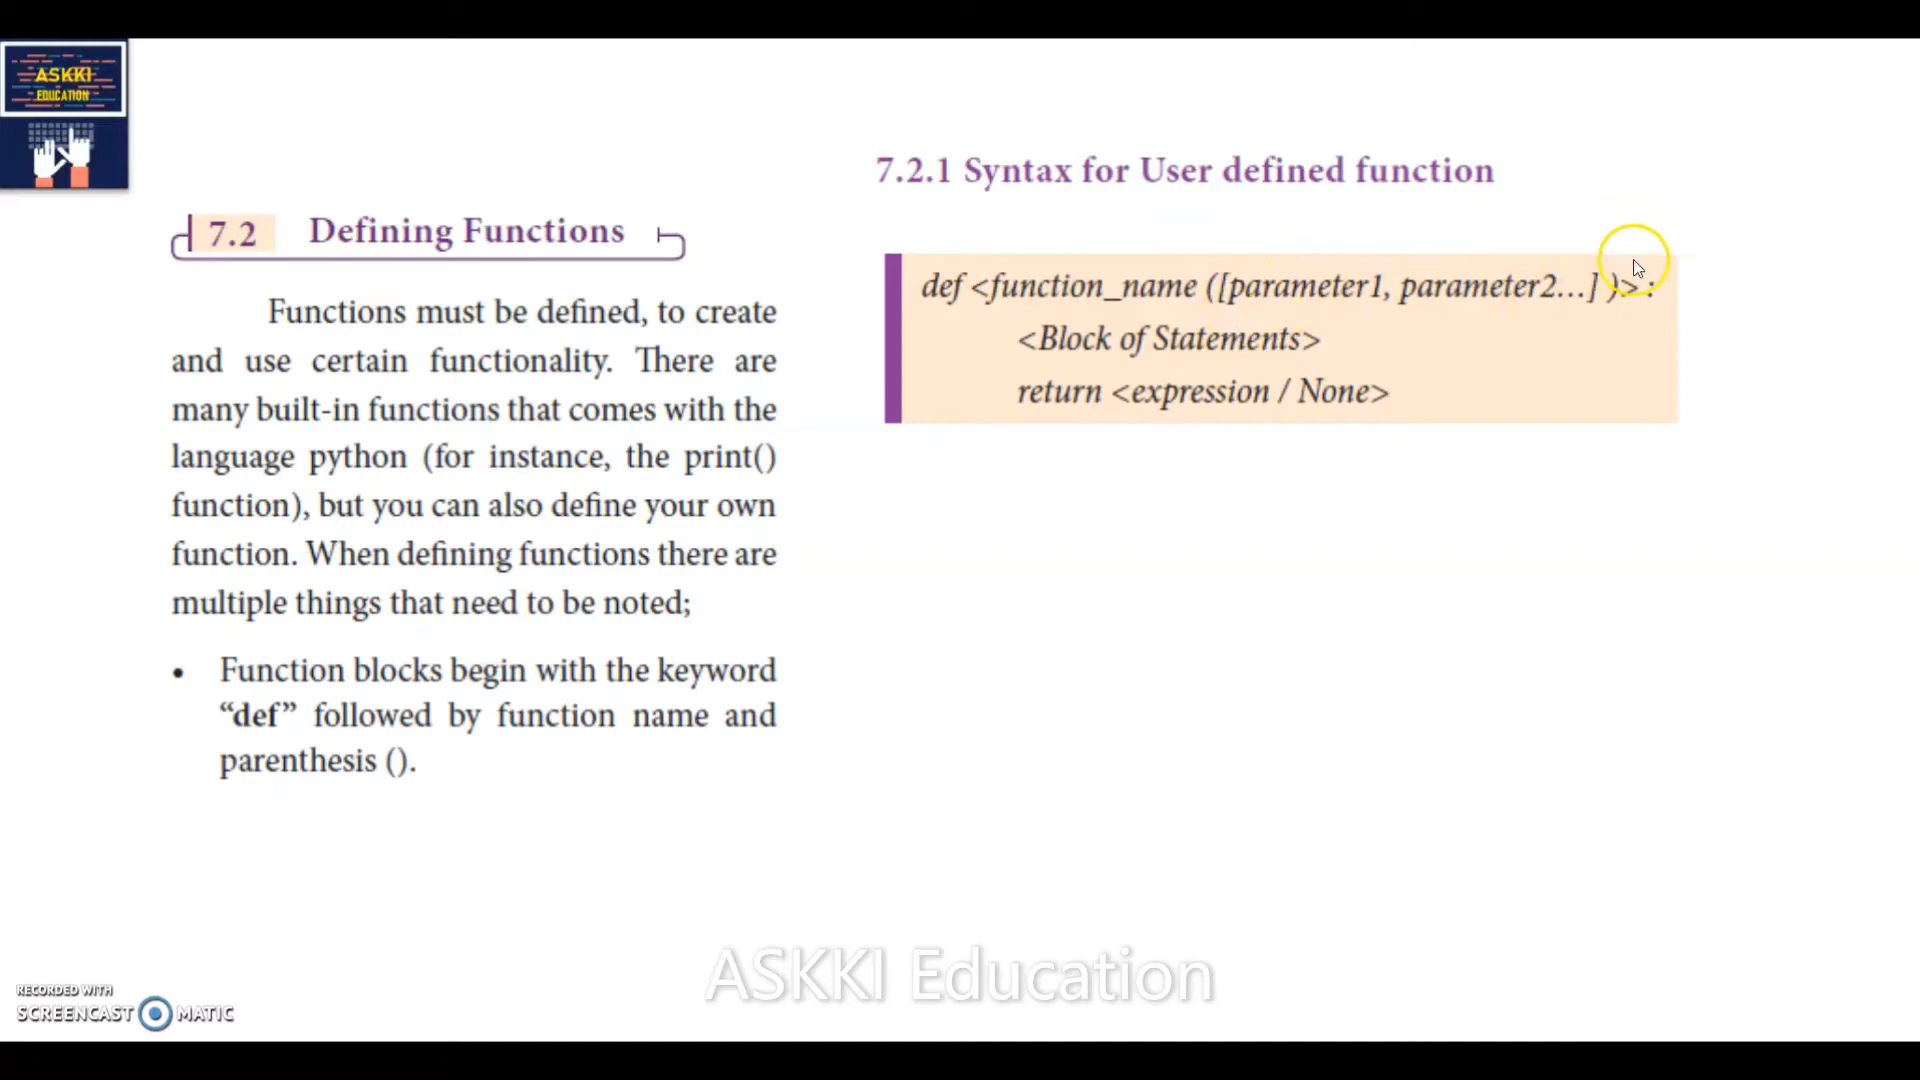 ASKKI
EDUCATION
7.2 Defining Functions
Functions must be defined, to create
and use certain functionality. There are
many built-in functions that comes with the
language python (for instance, the print()
function), but you can also define your own
function. When defining functions there are
multiple things that need to be noted;
• Function blocks begin with the keyword
“def” followed by function name and
parenthesis ().
7.2.1 Syntax for User defined function
def <function_name ([parameter1, parameter2…] )> :
<Block of Statements>
return <expression / None>
ASKKI Education
RECORDED WITH
SCREENCAST MATIC